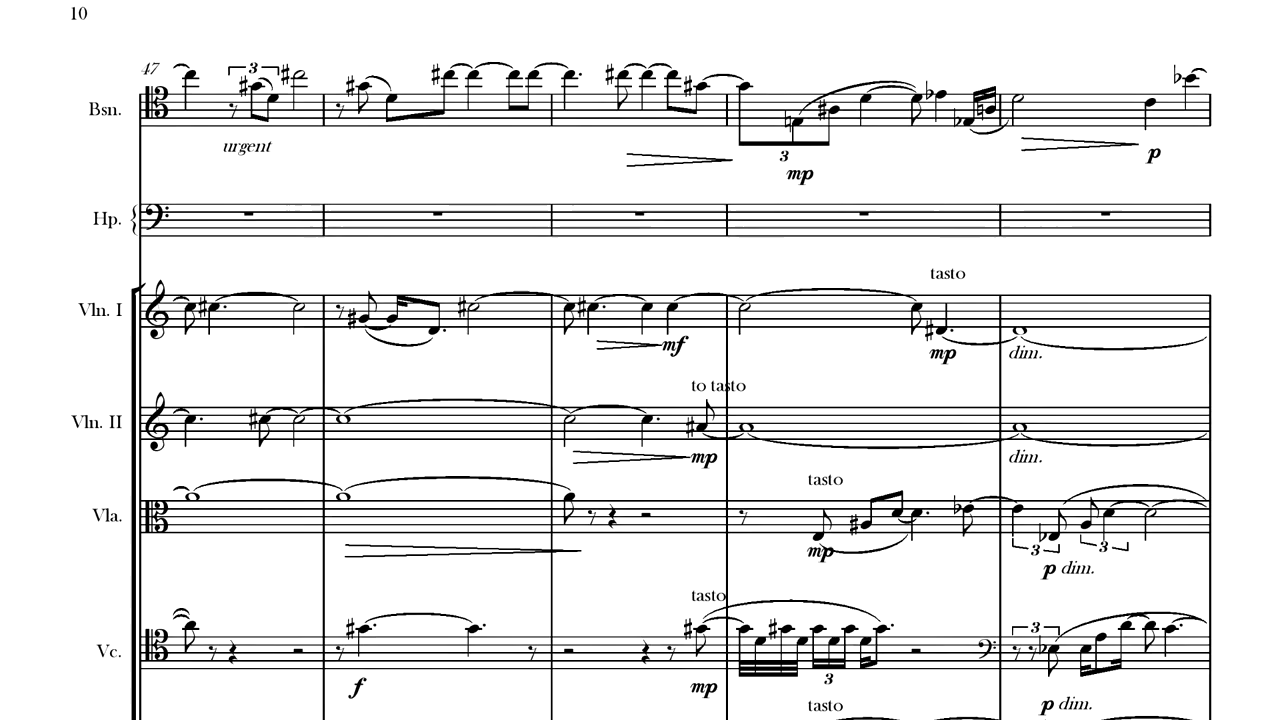 10
47
3
Bsn.
urgent
3
mp
p
Hp.
tasto
Vln. I
mf
mp
dim.
to tasto
Vln. II
mp
dim.
tasto
Vla.
mp
3
3
p dim.
tasto
3
Vc.
f
mp
3
p dim.
tasto